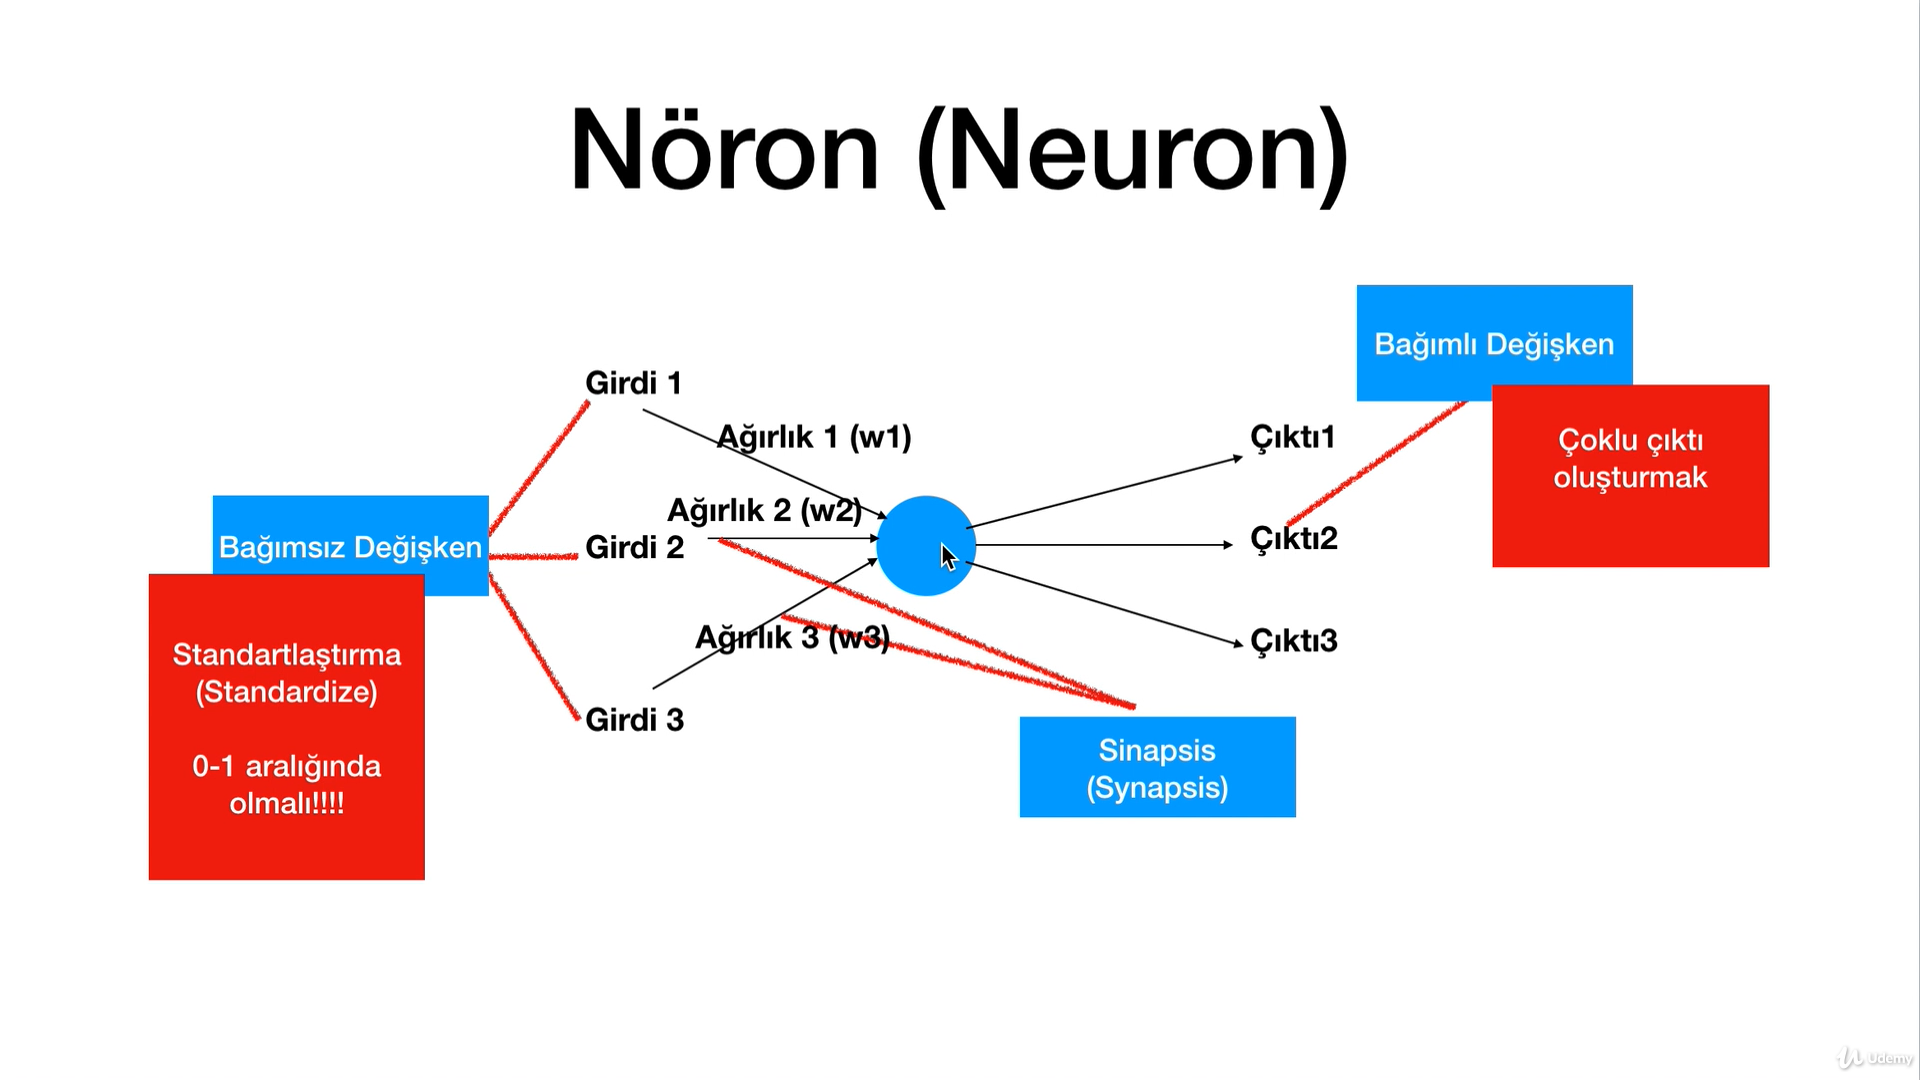 Nöron (Neuron)
Bağımlı Değişken
Çoklu çıktı
oluşturmak
Girdi 1
Ağırlık 1 (w1)
Çıktı1
Ağırlık 2 (w2)
Bağımsız Değişken
Girdi 2
Çıktı2
Ağırlık 3 (w3)
Çıktı3
Standartlaştırma
(Standardize)
0-1 aralığında
olmalı!!!!
Girdi 3
Sinapsis
(Synapsis)
Udemy